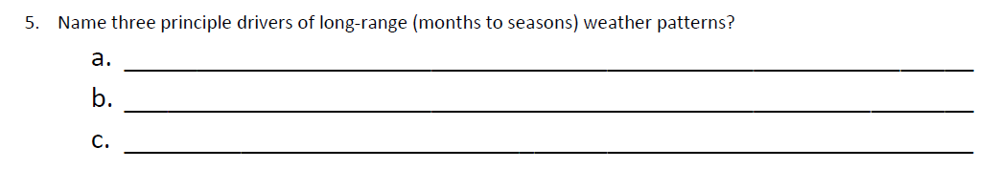 5. Name three principle drivers of long-range (months to seasons) weather patterns?
a.
b.
c.